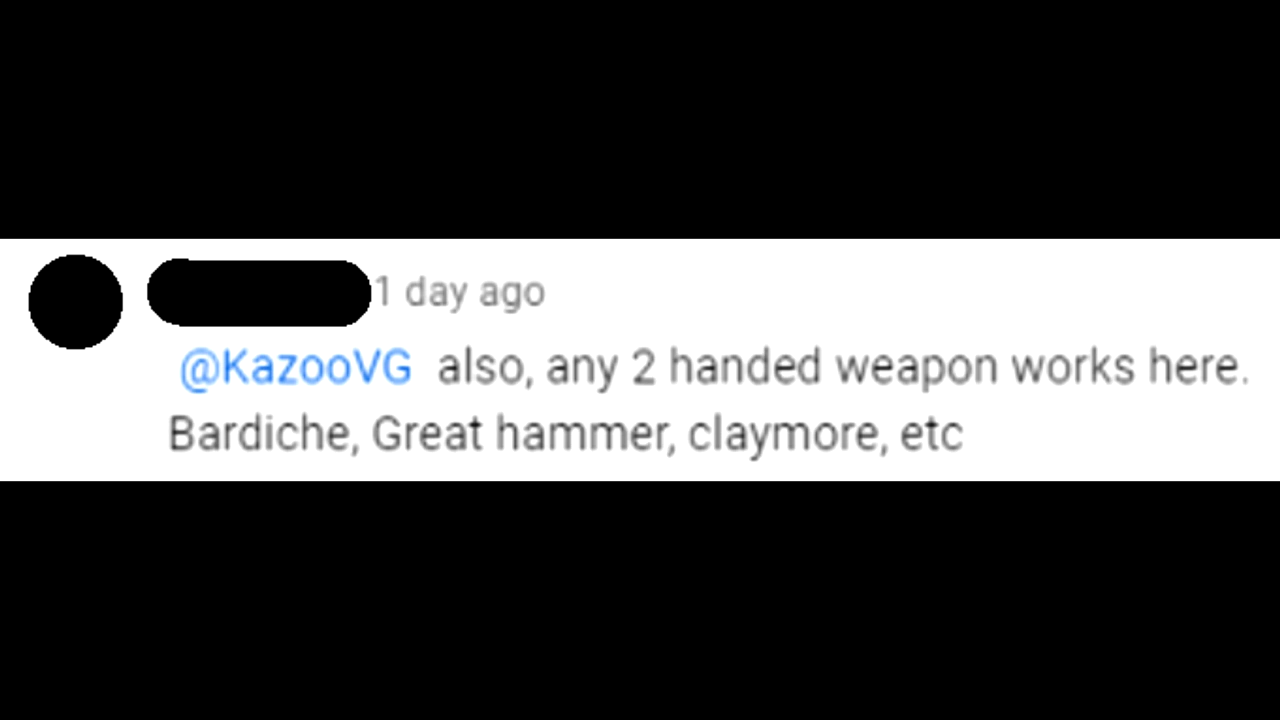 1 day ago
@KazooVG also, any 2 handed weapon works here.
Bardiche, Great hammer, claymore, etc